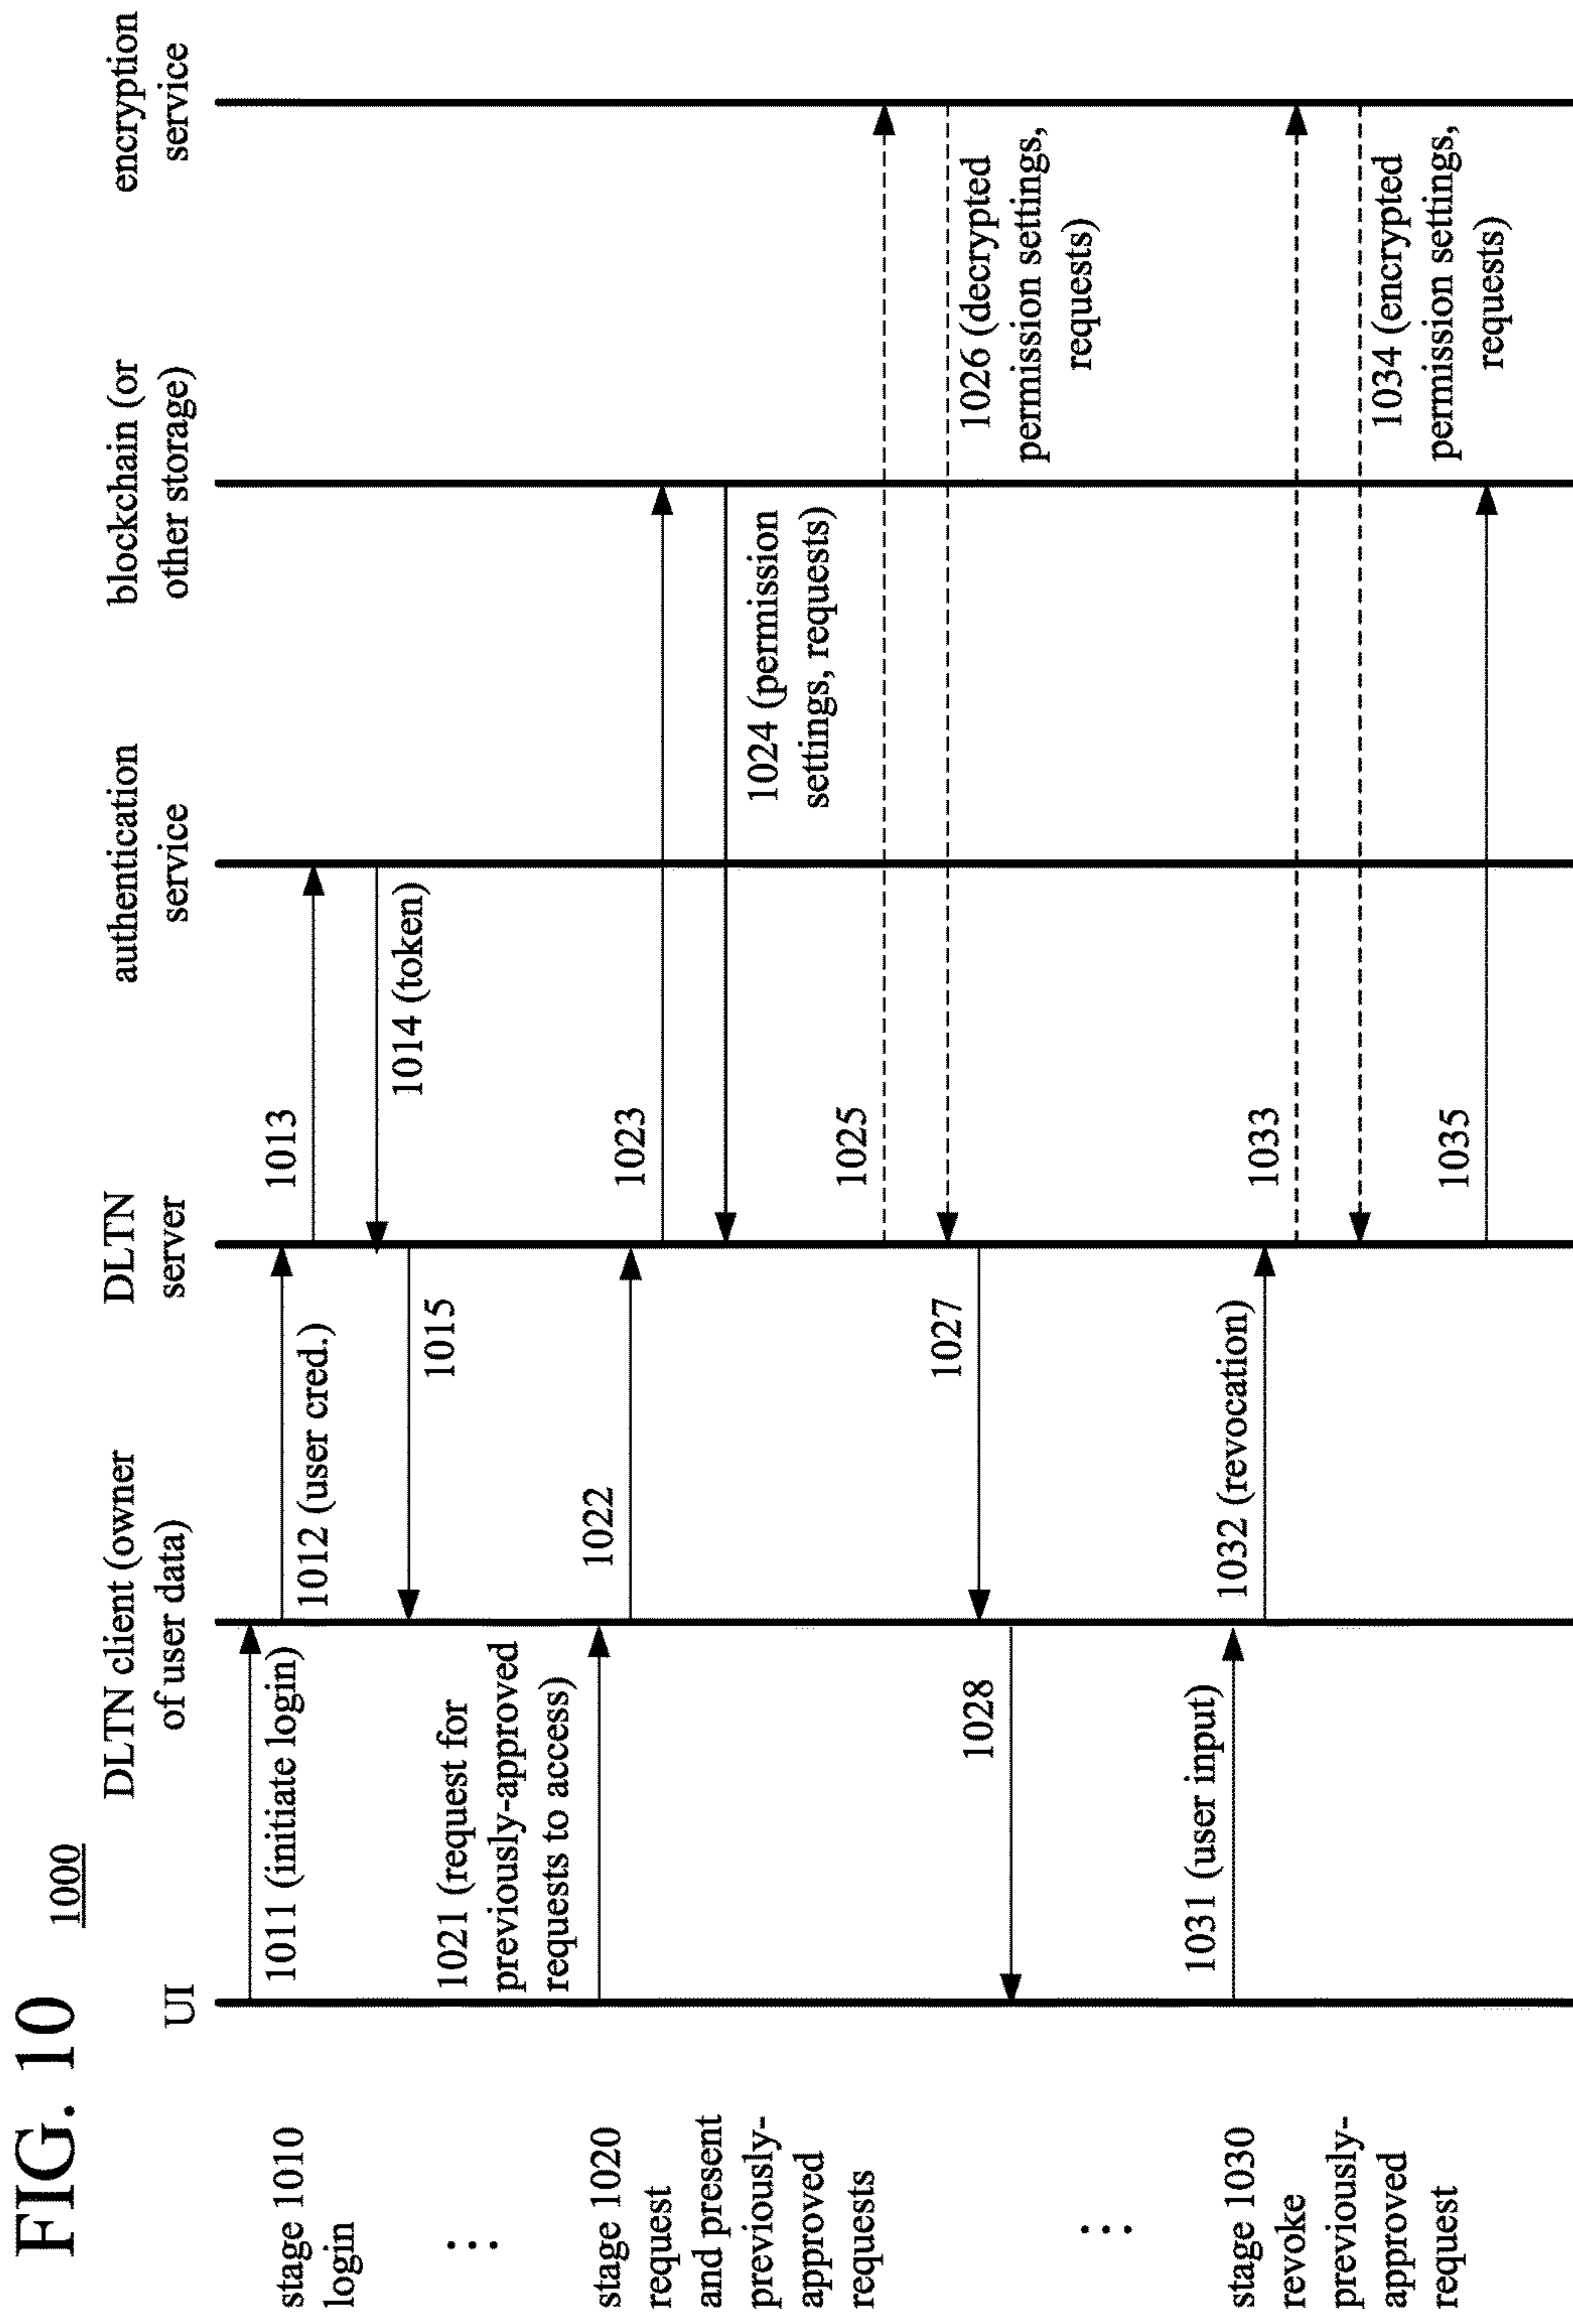 FIG. 10
1000
UI
DLTN client (owner
of user data)
DLTN
server
authentication
service
blockchain (or
other storage)
encryption
service
stage 1010
login
1011 (initiate login)
1012 (user cred.)
1013
1014 (token)
1015
⋮
stage 1020
request
and present
previously-
approved
requests
1021 (request for
previously-approved
requests to access)
1022
1023
1024 (permission
settings, requests)
1025
1026 (decrypted
permission settings,
requests)
1027
1028
⋮
stage 1030
revoke
previously-
approved
request
1031 (user input)
1032 (revocation)
1033
1034 (encrypted
permission settings,
requests)
1035